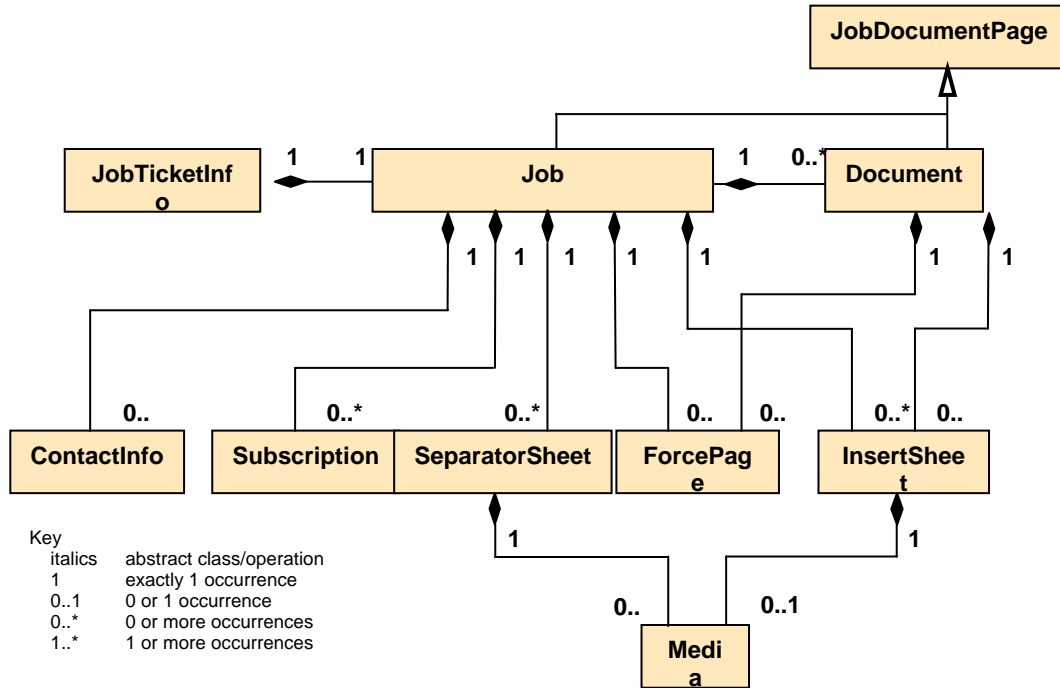 JobDocumentPage
1 1 1 0..*
JobTicketInf
o
Job
Document
1 1 1 1 1 1 1
0.. 0..* 0..* 0.. 0.. 0..* 0..
ContactInfo
Subscription
SeparatorSheet
ForcePag
e
InsertShee
t
1 1
Key
italics abstract class/operation
1 exactly 1 occurrence
0..1 0 or 1 occurrence
0..* 0 or more occurrences
1..* 1 or more occurrences
0.. 0..1
Medi
a